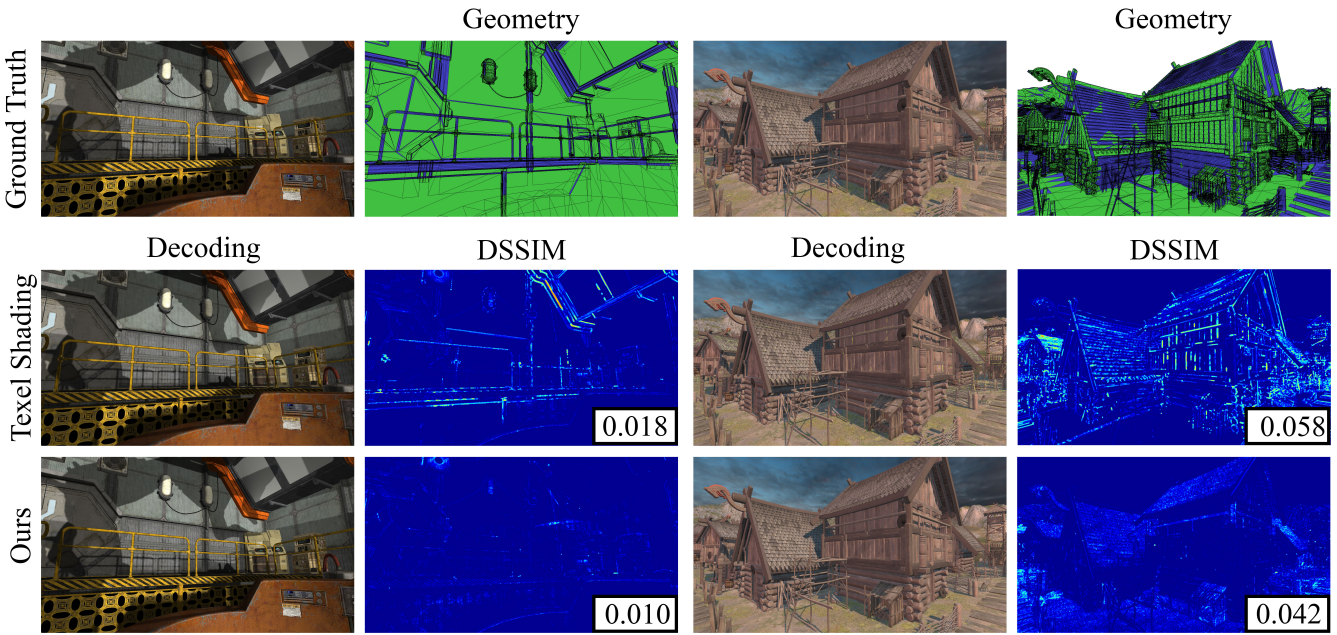 Geometry
Geometry
Ground Truth
Decoding
DSSIM
Decoding
DSSIM
Texel Shading
0.018
0.058
Ours
0.010
0.042